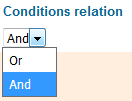 Conditions relation
And
Or
And